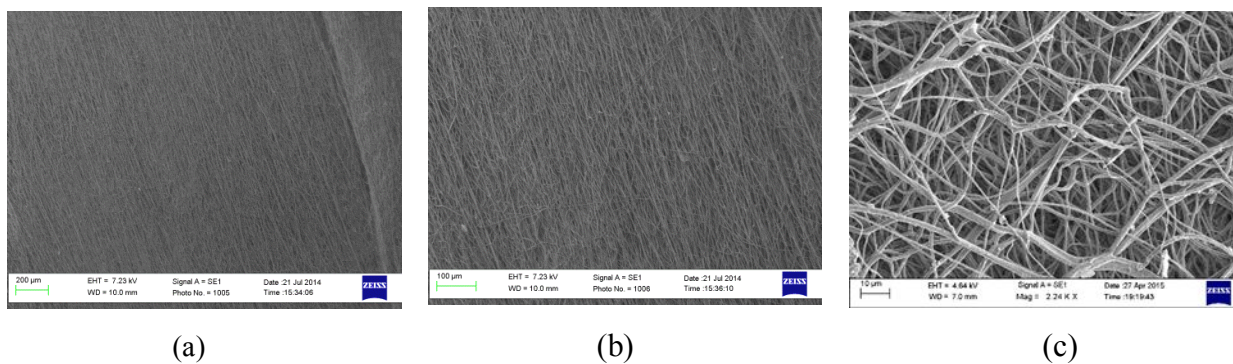 200 µm
EHT = 7.23 kV
Signal A = SE1
Date :21 Jul 2014
WD = 10.0 mm
Photo No. = 1005
Time :15:34:06
ZEISS
100 µm
EHT = 7.23 kV
Signal A = SE1
Date :21 Jul 2014
WD = 10.0 mm
Photo No. = 1006
Time :15:36:10
ZEISS
10 µm
EHT = 4.64 kV
Signal A = SE1
Date :27 Apr 2015
WD = 7.0 mm
Mag = 2.24 K X
Time :19:19:43
ZEISS
(a)
(b)
(c)